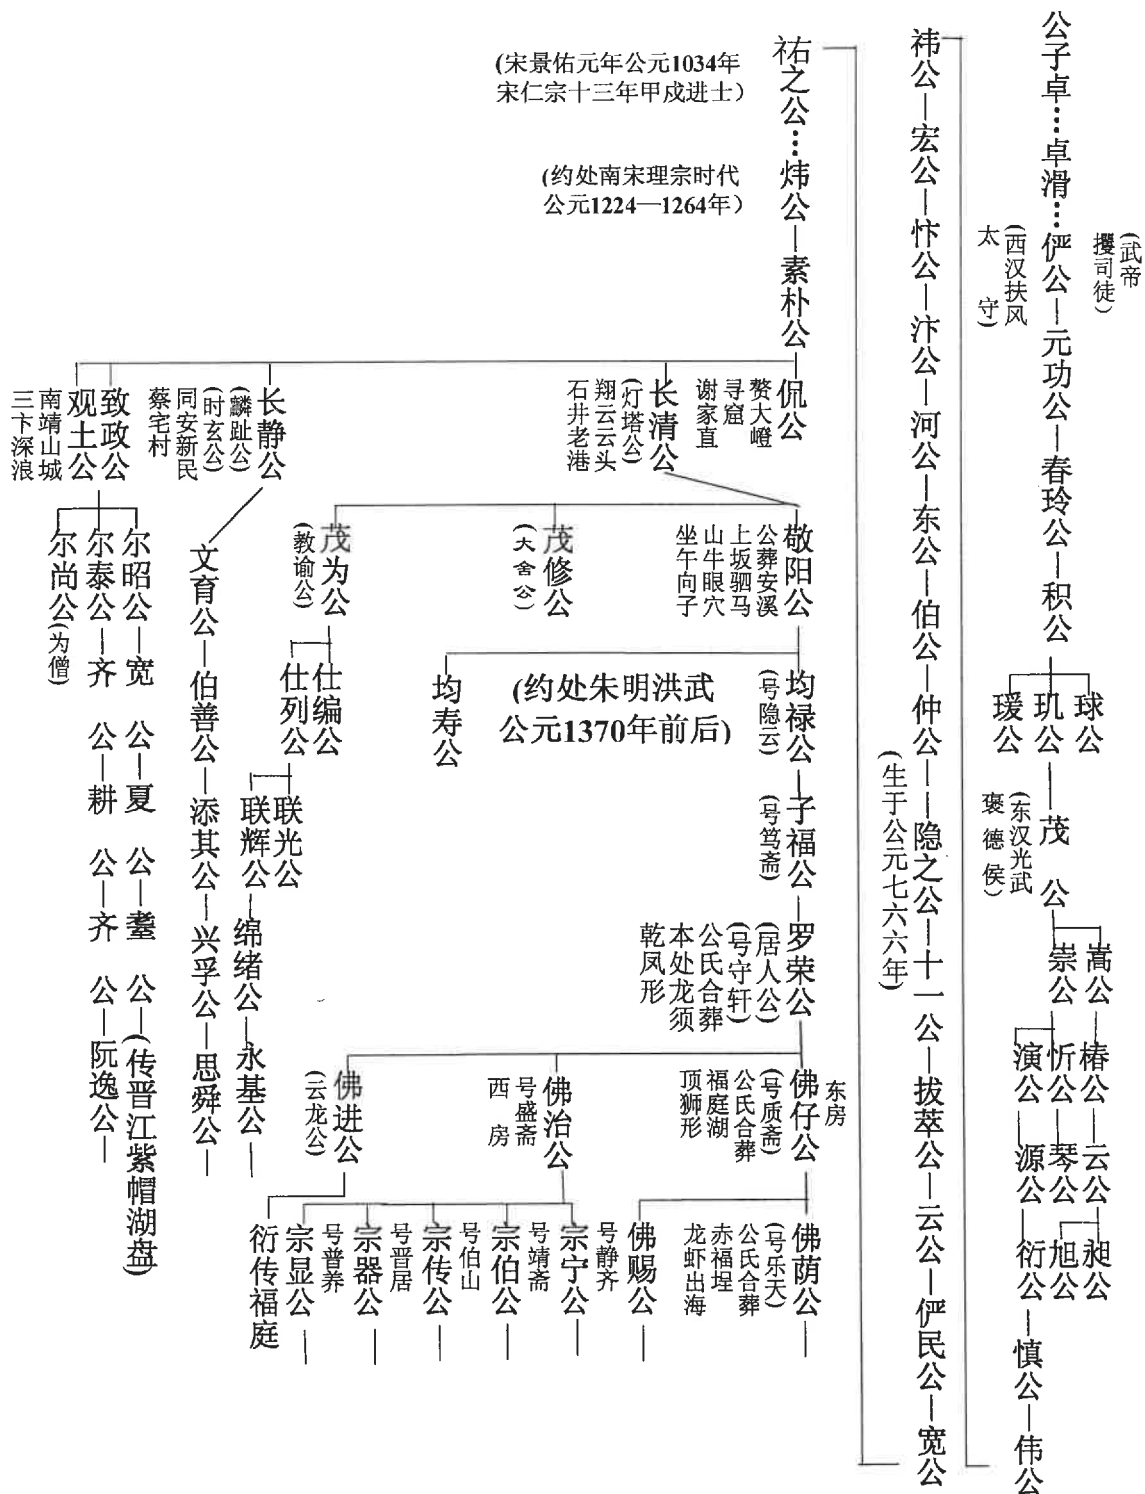 公子卓…卓滑…俨公—元功公—春玲公—积公
(武帝
攫司徒)
(西汉扶风
太 守)
球公
玑公
瑗公
茂 公
(东汉光武
褒德侯)
嵩公
崇公
椿公—云公
忻公—琴公
演公—源公—衍公—慎公—伟公
昶公
旭公
祎公—宏公—忭公—汴公—河公—东公—伯公—仲公——隐之公—十一公—拔萃公—云公—俨民公—宽公
(生于公元七六六年)
祐之公…炜公—素朴公
(宋景佑元年公元1034年
宋仁宗十三年甲戍进士)
(约处南宋理宗时代
公元1224—1264年)
侃公
赘大嶝
寻窟
谢家直
长清公
(灯塔公)
翔云云头
石井老港
长静公
(麟趾公)
(时玄公)
同安新民
蔡宅村
致政公
观土公
南靖山城
三卞深浪
敬阳公
公葬安溪
上坂驷马
山牛眼穴
坐午向子
茂修公
(大舍公)
茂为公
(教谕公)
文育公—伯善公—添其公—兴孚公—思舜公—
尔昭公—宽 公—夏 公—耋 公—(传晋江紫帽湖盘)
尔泰公—齐 公—耕 公—齐 公—阮逸公—
尔尚公(为僧)
均禄公
(号隐云)
(约处朱明洪武
公元1370年前后)
均寿公
仕编公
仕列公
联光公
联辉公
绵绪公—永基公—
子福公
(号笃斋)
罗荣公
(居人公)
(号守轩)
公氏合葬
本处龙须
乾凤形
东房
佛仔公
(号质斋)
公氏合葬
福庭湖
顶狮形
佛治公
号盛斋
西 房
佛进公
(云龙公)
佛荫公
(号乐天)
公氏合葬
赤福埕
龙虾出海
佛赐公
号静齐
宗宁公
号靖斋
宗伯公
号伯山
宗传公
号晋居
宗器公
号普养
宗显公
衍传福庭